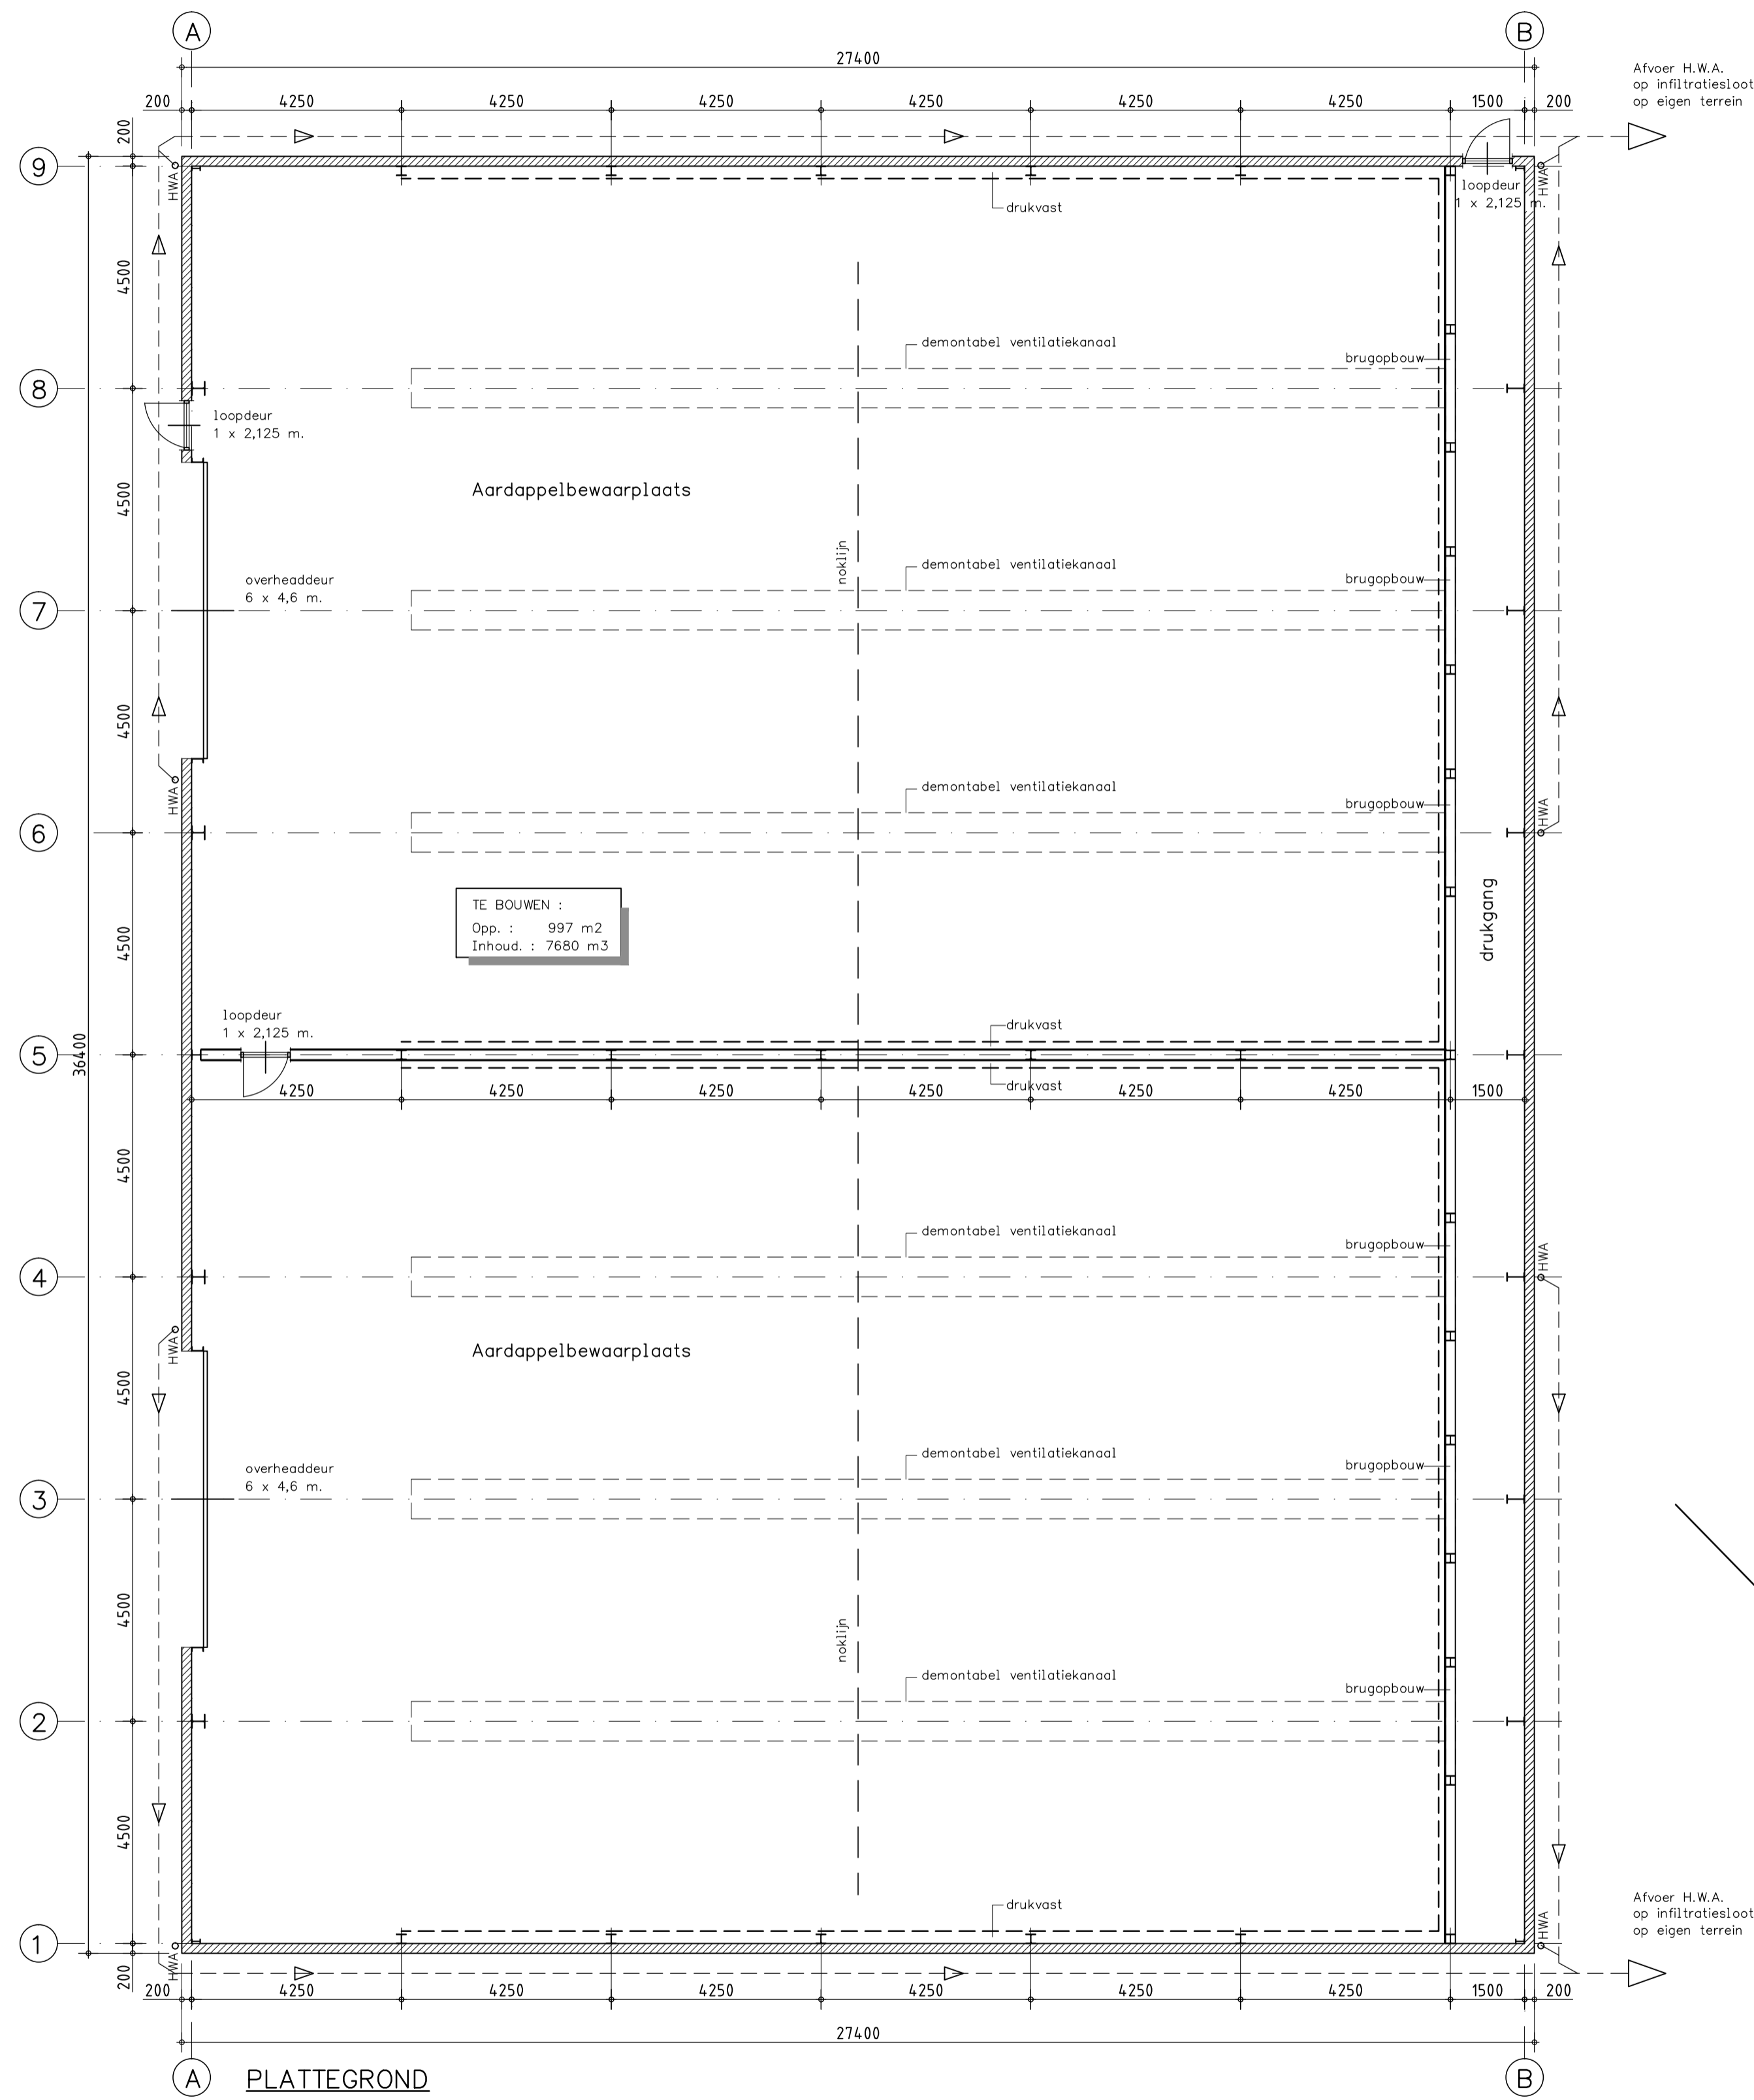 A
B
27400
200 4250 4250 4250 4250 4250 4250 1500 200
Afvoer H.W.A.
op infiltratiesloot
op eigen terrein
200
9
HWA
HWA
loopdeur
1 x 2,125 m.
drukvast
4500
demontabel ventilatiekanaal
brugopbouw
8
loopdeur
1 x 2,125 m.
4500
Aardappelbewaarplaats
noklijn
demontabel ventilatiekanaal
brugopbouw
overheaddeur
6 x 4,6 m.
7
4500
demontabel ventilatiekanaal
brugopbouw
HWA
HWA
6
TE BOUWEN :
Opp. : 997 m2
Inhoud. : 7680 m3
drukgang
4500
loopdeur
1 x 2,125 m.
drukvast
5
36400
drukvast
4250 4250 4250 4250 4250 4250 1500
4500
demontabel ventilatiekanaal
brugopbouw
HWA
4
HWA
Aardappelbewaarplaats
4500
demontabel ventilatiekanaal
brugopbouw
overheaddeur
6 x 4,6 m.
3
4500
noklijn
demontabel ventilatiekanaal
brugopbouw
2
4500
drukvast
Afvoer H.W.A.
op infiltratiesloot
op eigen terrein
1
HWA
HWA
200
200 4250 4250 4250 4250 4250 4250 1500 200
27400
A
PLATTEGROND
B